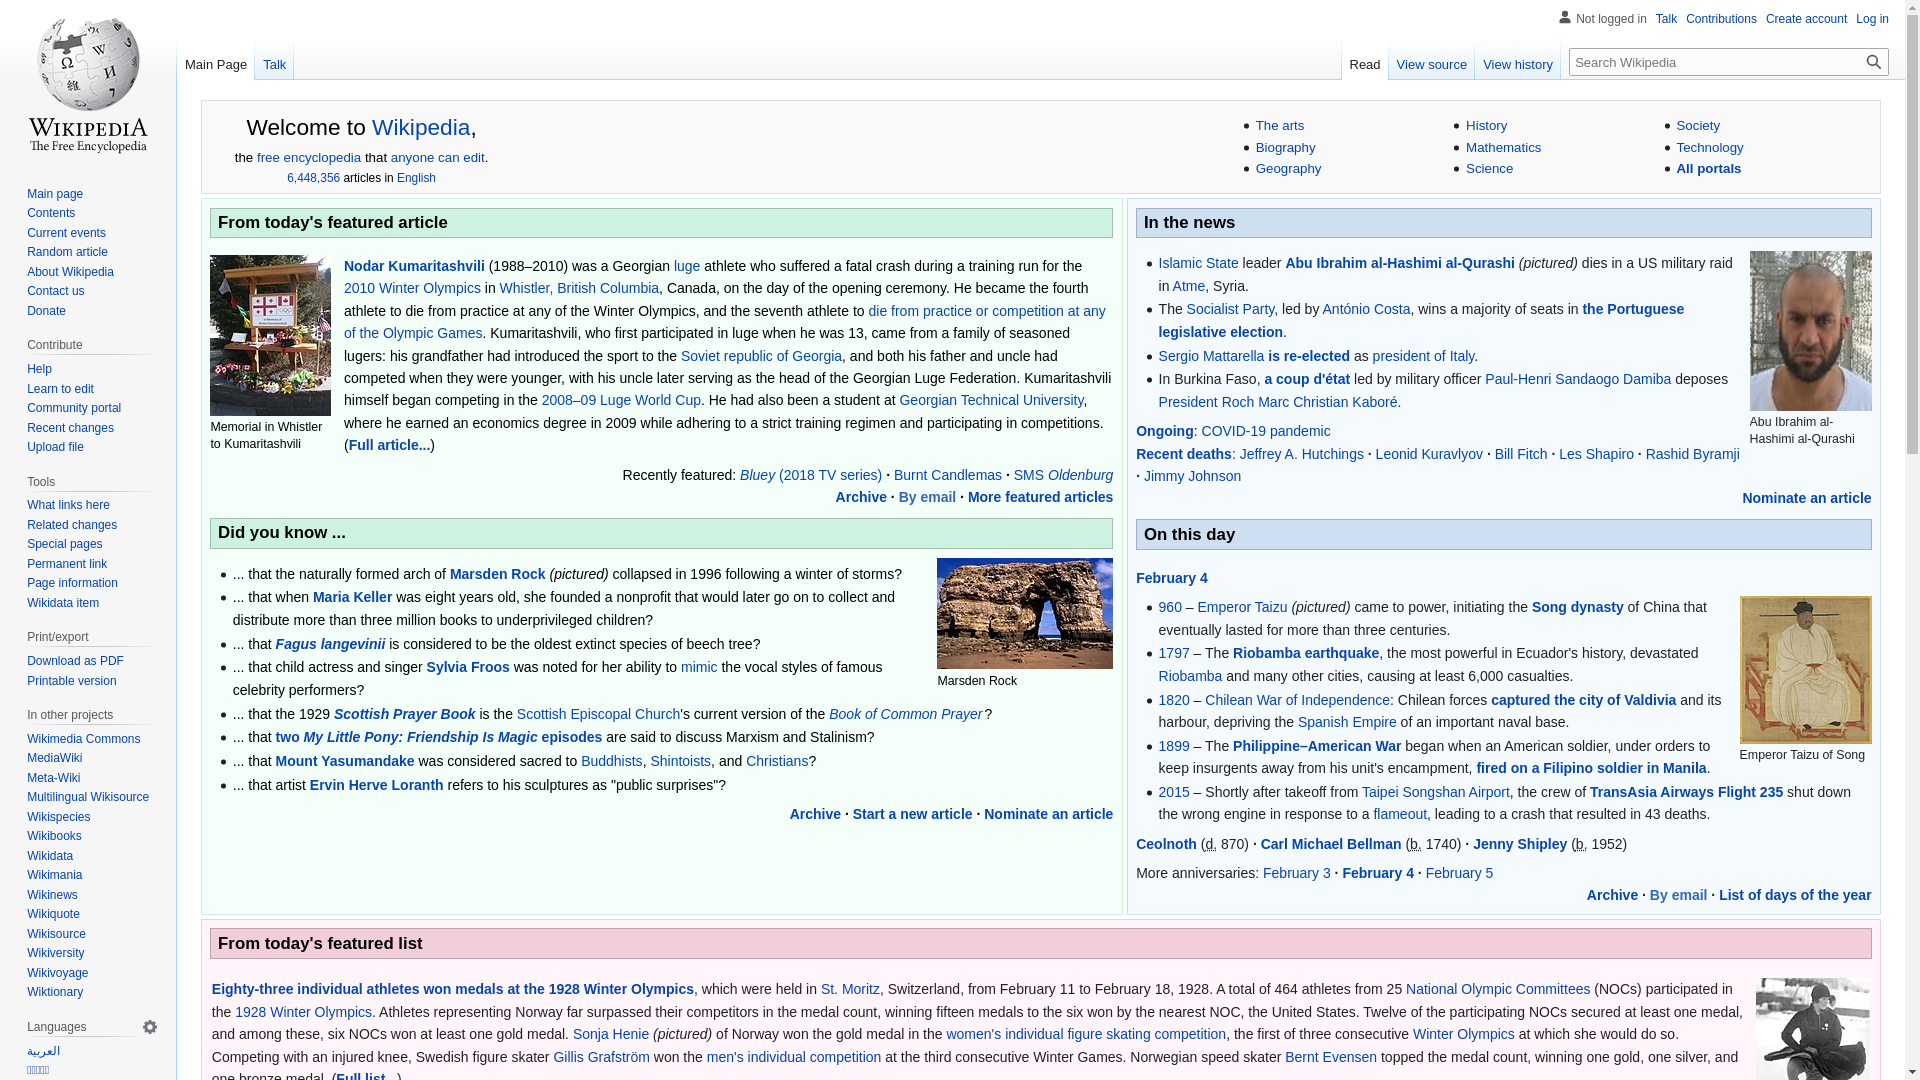 Not logged in Talk Contributions Create account Log in
Main Page Talk Read View source View history Search Wikipedia
WIKIPEDIA
The Free Encyclopedia
Main page
Contents
Current events
Random article
About Wikipedia
Contact us
Donate
Contribute
Help
Learn to edit
Community portal
Recent changes
Upload file
Tools
What links here
Related changes
Special pages
Permanent link
Page information
Wikidata item
Print/export
Download as PDF
Printable version
In other projects
Wikimedia Commons
MediaWiki
Meta-Wiki
Multilingual Wikisource
Wikispecies
Wikibooks
Wikidata
Wikimania
Wikinews
Wikiquote
Wikisource
Wikiversity
Wikivoyage
Wiktionary
Languages
العربية
Welcome to Wikipedia,
the free encyclopedia that anyone can edit.
6,448,356 articles in English
The arts
Biography
Geography
History
Mathematics
Science
Society
Technology
All portals
From today's featured article
Memorial in Whistler
to Kumaritashvili
Nodar Kumaritashvili (1988–2010) was a Georgian luge athlete who suffered a fatal crash during a training run for the
2010 Winter Olympics in Whistler, British Columbia, Canada, on the day of the opening ceremony. He became the fourth
athlete to die from practice at any of the Winter Olympics, and the seventh athlete to die from practice or competition at any
of the Olympic Games. Kumaritashvili, who first participated in luge when he was 13, came from a family of seasoned
lugers: his grandfather had introduced the sport to the Soviet republic of Georgia, and both his father and uncle had
competed when they were younger, with his uncle later serving as the head of the Georgian Luge Federation. Kumaritashvili
himself began competing in the 2008–09 Luge World Cup. He had also been a student at Georgian Technical University,
where he earned an economics degree in 2009 while adhering to a strict training regimen and participating in competitions.
(Full article...)
Recently featured: Bluey (2018 TV series) · Burnt Candlemas · SMS Oldenburg
Archive · By email · More featured articles
Did you know ...
Marsden Rock
... that the naturally formed arch of Marsden Rock (pictured) collapsed in 1996 following a winter of storms?
... that when Maria Keller was eight years old, she founded a nonprofit that would later go on to collect and
distribute more than three million books to underprivileged children?
... that Fagus langevinii is considered to be the oldest extinct species of beech tree?
... that child actress and singer Sylvia Froos was noted for her ability to mimic the vocal styles of famous
celebrity performers?
... that the 1929 Scottish Prayer Book is the Scottish Episcopal Church's current version of the Book of Common Prayer?
... that two My Little Pony: Friendship Is Magic episodes are said to discuss Marxism and Stalinism?
... that Mount Yasumandake was considered sacred to Buddhists, Shintoists, and Christians?
... that artist Ervin Herve Loranth refers to his sculptures as "public surprises"?
Archive · Start a new article · Nominate an article
In the news
Abu Ibrahim al-
Hashimi al-Qurashi
Islamic State leader Abu Ibrahim al-Hashimi al-Qurashi (pictured) dies in a US military raid
in Atme, Syria.
The Socialist Party, led by António Costa, wins a majority of seats in the Portuguese
legislative election.
Sergio Mattarella is re-elected as president of Italy.
In Burkina Faso, a coup d'état led by military officer Paul-Henri Sandaogo Damiba deposes
President Roch Marc Christian Kaboré.
Ongoing: COVID-19 pandemic
Recent deaths: Jeffrey A. Hutchings · Leonid Kuravlyov · Bill Fitch · Les Shapiro · Rashid Byramji
· Jimmy Johnson
Nominate an article
On this day
February 4
Emperor Taizu of Song
960 – Emperor Taizu (pictured) came to power, initiating the Song dynasty of China that
eventually lasted for more than three centuries.
1797 – The Riobamba earthquake, the most powerful in Ecuador's history, devastated
Riobamba and many other cities, causing at least 6,000 casualties.
1820 – Chilean War of Independence: Chilean forces captured the city of Valdivia and its
harbour, depriving the Spanish Empire of an important naval base.
1899 – The Philippine–American War began when an American soldier, under orders to
keep insurgents away from his unit's encampment, fired on a Filipino soldier in Manila.
2015 – Shortly after takeoff from Taipei Songshan Airport, the crew of TransAsia Airways Flight 235 shut down
the wrong engine in response to a flameout, leading to a crash that resulted in 43 deaths.
Ceolnoth (d. 870) · Carl Michael Bellman (b. 1740) · Jenny Shipley (b. 1952)
More anniversaries: February 3 · February 4 · February 5
Archive · By email · List of days of the year
From today's featured list
Eighty-three individual athletes won medals at the 1928 Winter Olympics, which were held in St. Moritz, Switzerland, from February 11 to February 18, 1928. A total of 464 athletes from 25 National Olympic Committees (NOCs) participated in
the 1928 Winter Olympics. Athletes representing Norway far surpassed their competitors in the medal count, winning fifteen medals to the six won by the nearest NOC, the United States. Twelve of the participating NOCs secured at least one medal,
and among these, six NOCs won at least one gold medal. Sonja Henie (pictured) of Norway won the gold medal in the women's individual figure skating competition, the first of three consecutive Winter Olympics at which she would do so.
Competing with an injured knee, Swedish figure skater Gillis Grafström won the men's individual competition at the third consecutive Winter Games. Norwegian speed skater Bernt Evensen topped the medal count, winning one gold, one silver, and
one bronze medal. (Full list...)